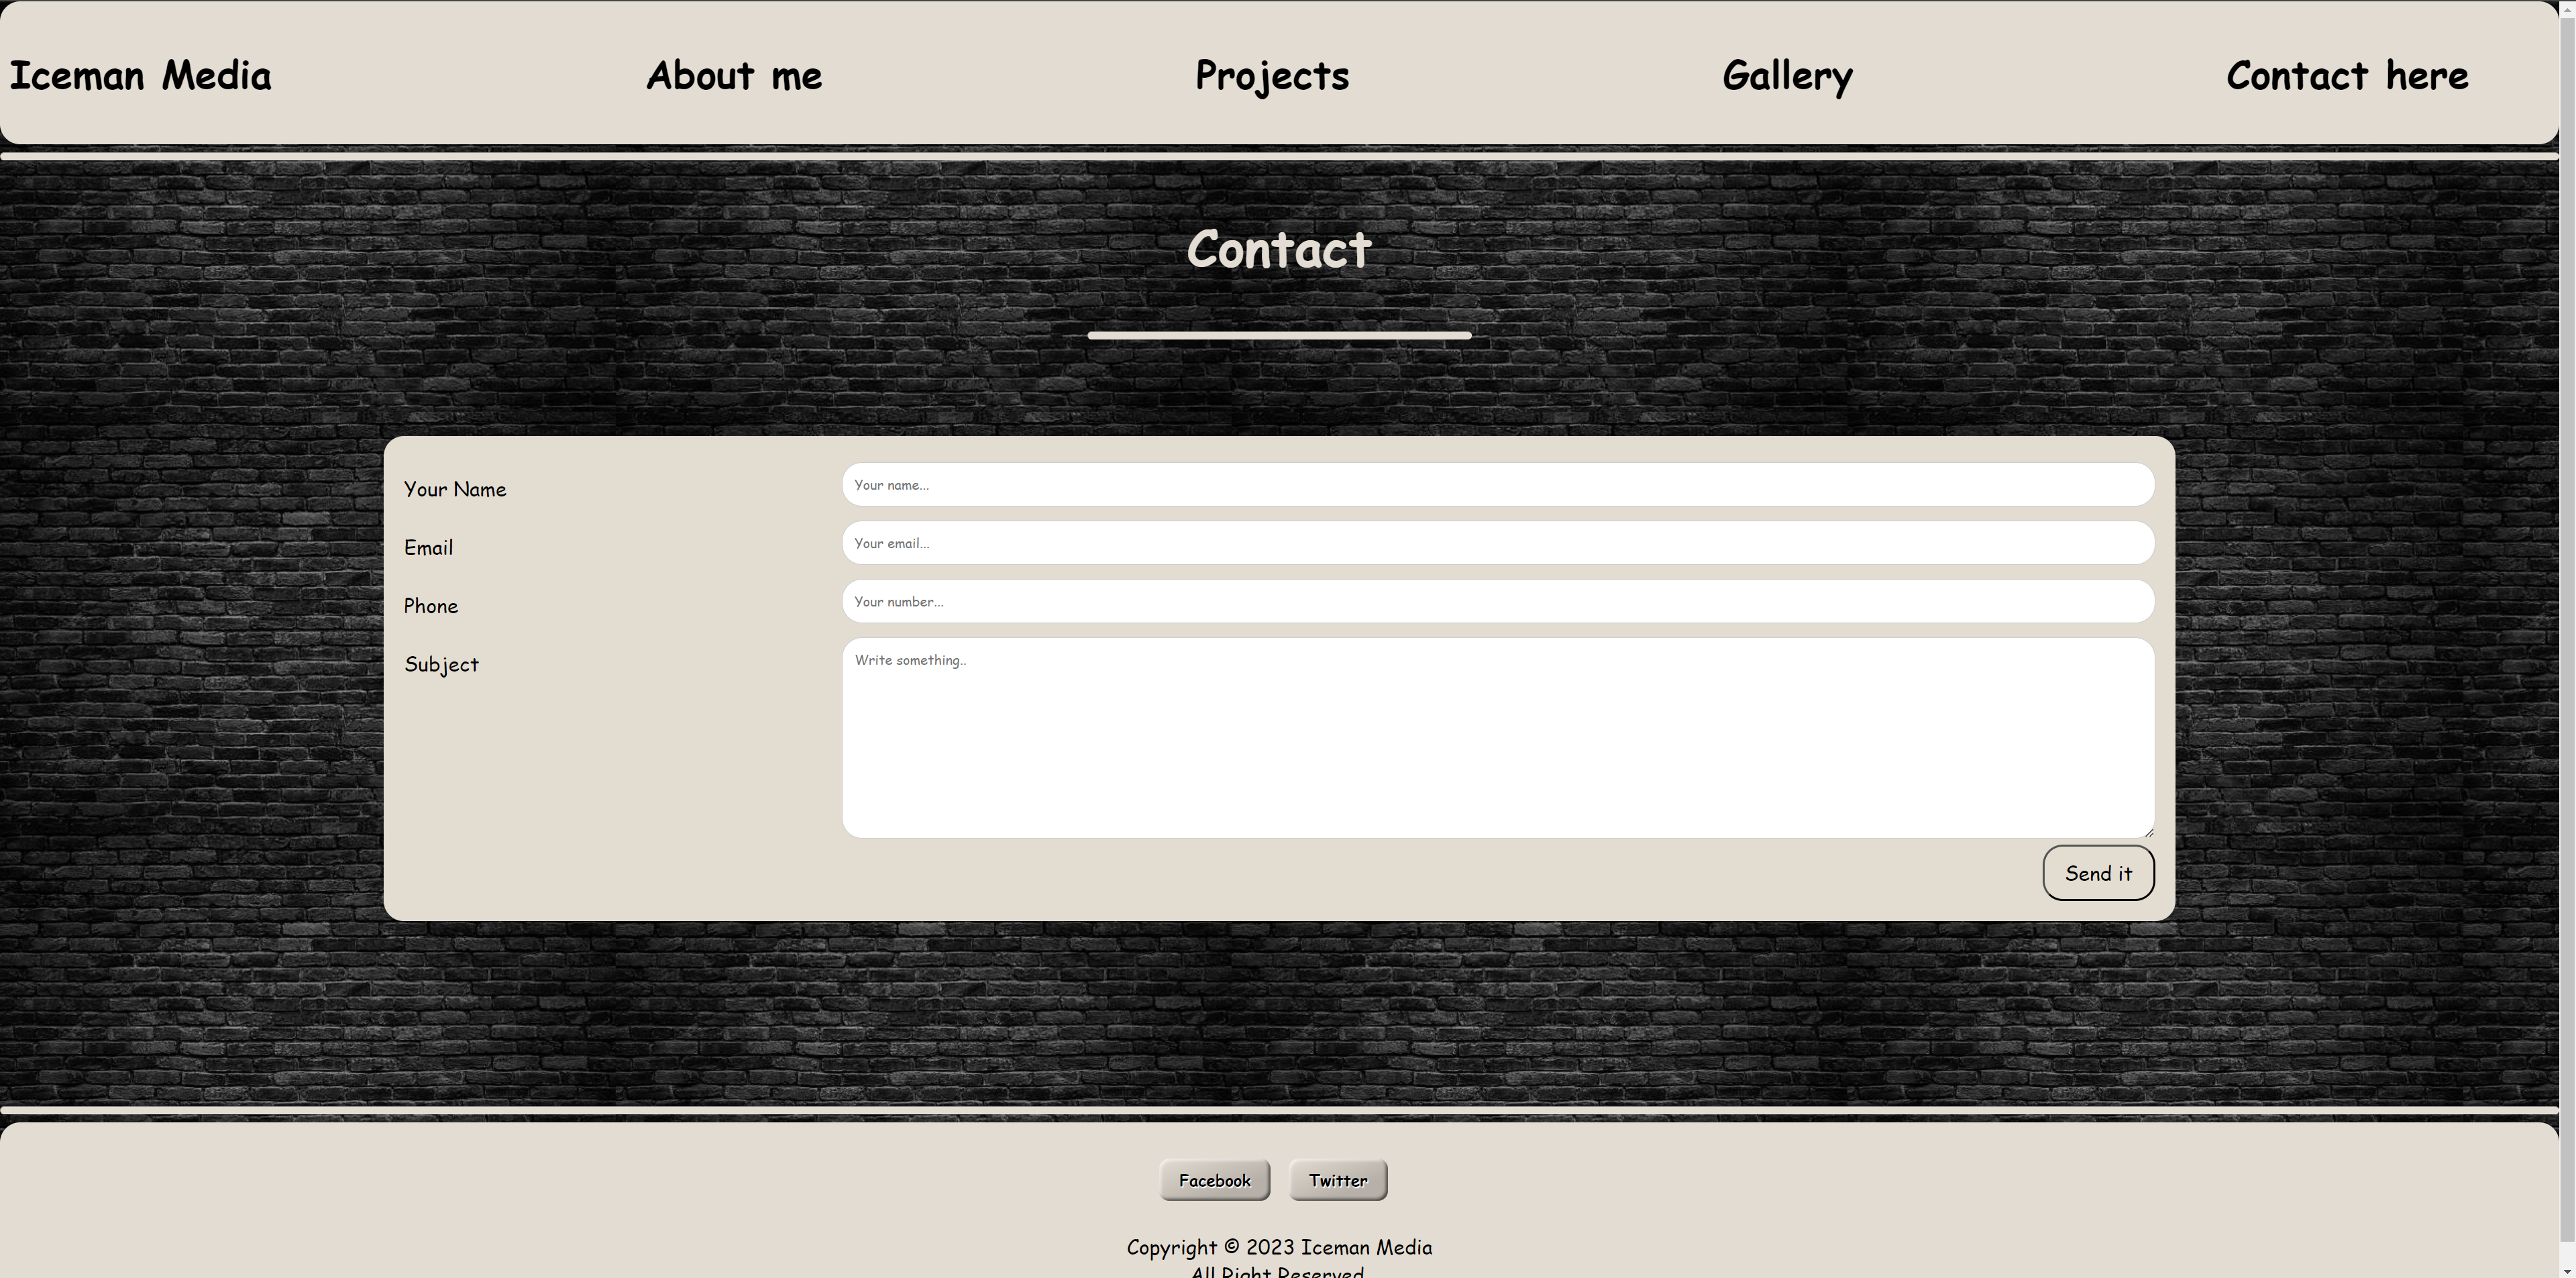 Iceman Media About me Projects Gallery Contact here
Contact
Your Name Your name...
Email Your email...
Phone Your number...
Subject Write something..
Send it
Facebook Twitter
Copyright © 2023 Iceman Media
All Right Reserved